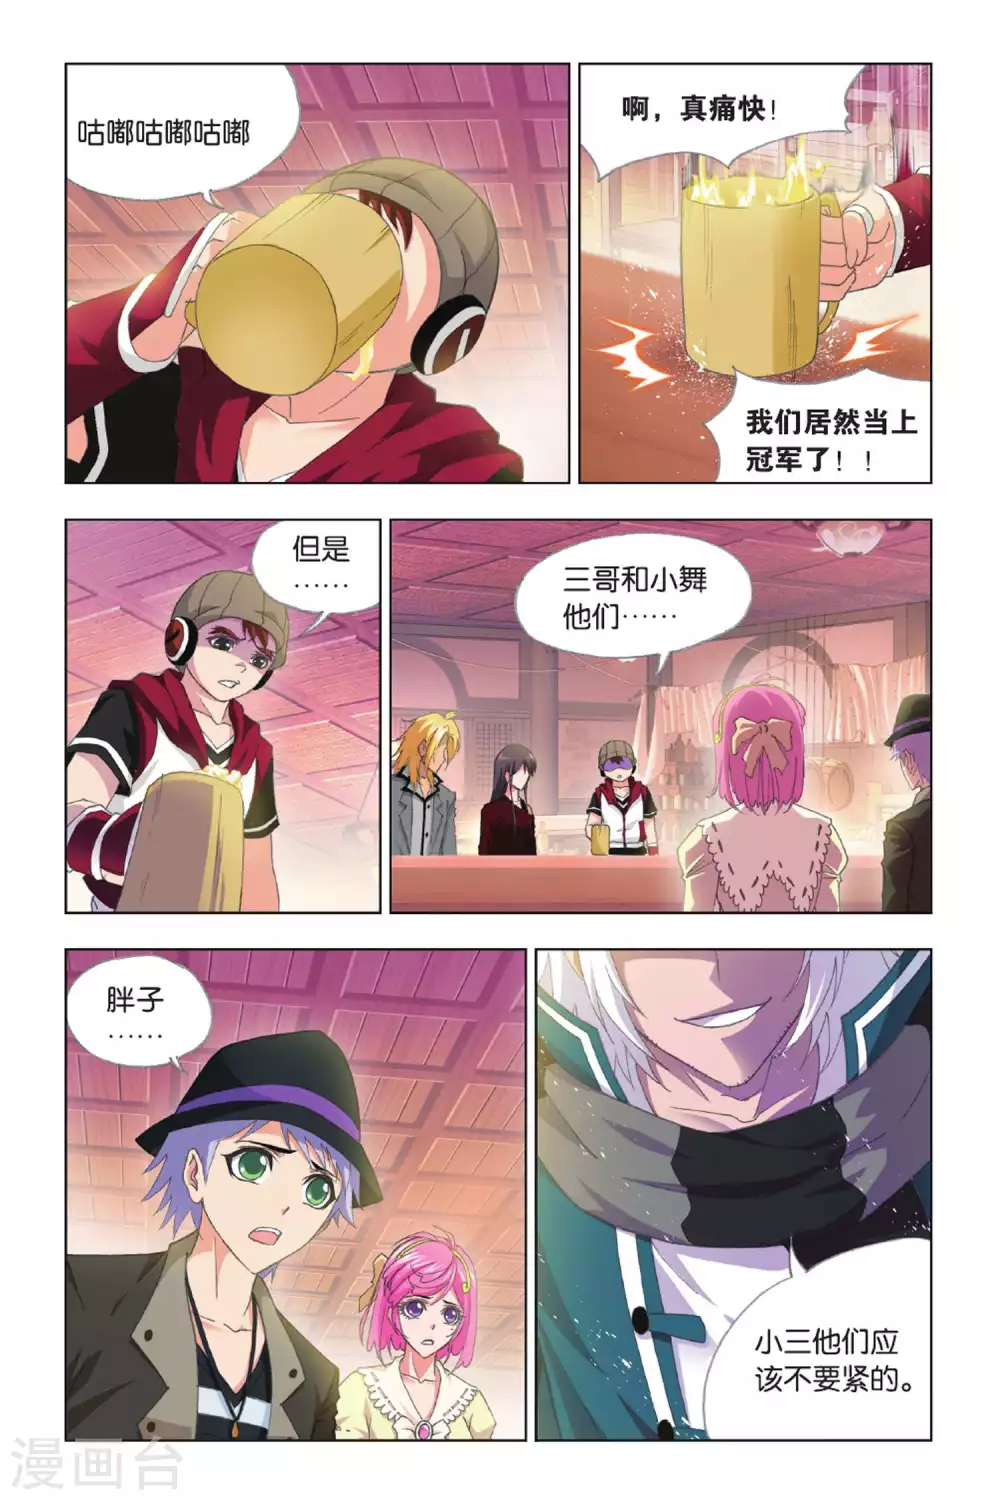 咕嘟咕嘟咕嘟
啊，真痛快！
我们居然当上
冠军了！！
但是
……
三哥和小舞
他们……
胖子
……
小三他们应
该不要紧的。
漫画台